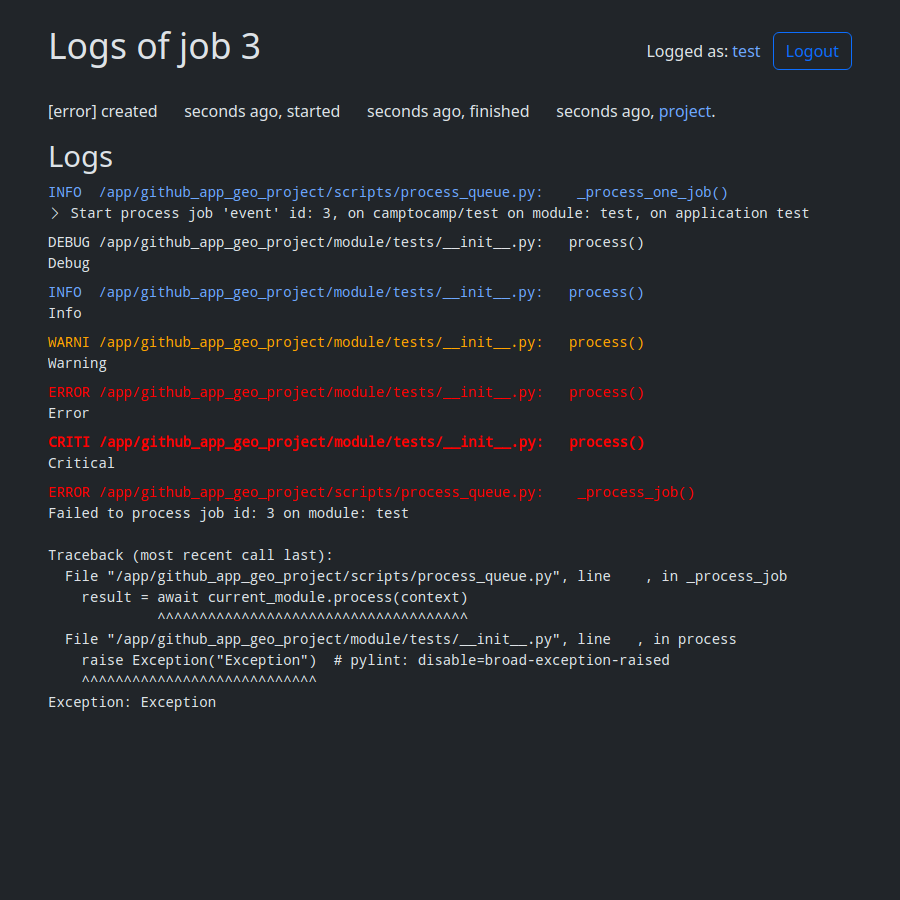 Logs of job 3
Logged as: test
Logout
[error] created seconds ago, started seconds ago, finished seconds ago, project.
Logs
INFO  /app/github_app_geo_project/scripts/process_queue.py:    _process_one_job()
> Start process job 'event' id: 3, on camptocamp/test on module: test, on application test
DEBUG /app/github_app_geo_project/module/tests/__init__.py:   process()
Debug
INFO  /app/github_app_geo_project/module/tests/__init__.py:   process()
Info
WARNI /app/github_app_geo_project/module/tests/__init__.py:   process()
Warning
ERROR /app/github_app_geo_project/module/tests/__init__.py:   process()
Error
CRITI /app/github_app_geo_project/module/tests/__init__.py:   process()
Critical
ERROR /app/github_app_geo_project/scripts/process_queue.py:    _process_job()
Failed to process job id: 3 on module: test
Traceback (most recent call last):
  File "/app/github_app_geo_project/scripts/process_queue.py", line    , in _process_job
    result = await current_module.process(context)
             ^^^^^^^^^^^^^^^^^^^^^^^^^^^^^^^^^^^^^
  File "/app/github_app_geo_project/module/tests/__init__.py", line   , in process
    raise Exception("Exception")  # pylint: disable=broad-exception-raised
    ^^^^^^^^^^^^^^^^^^^^^^^^^^^^
Exception: Exception